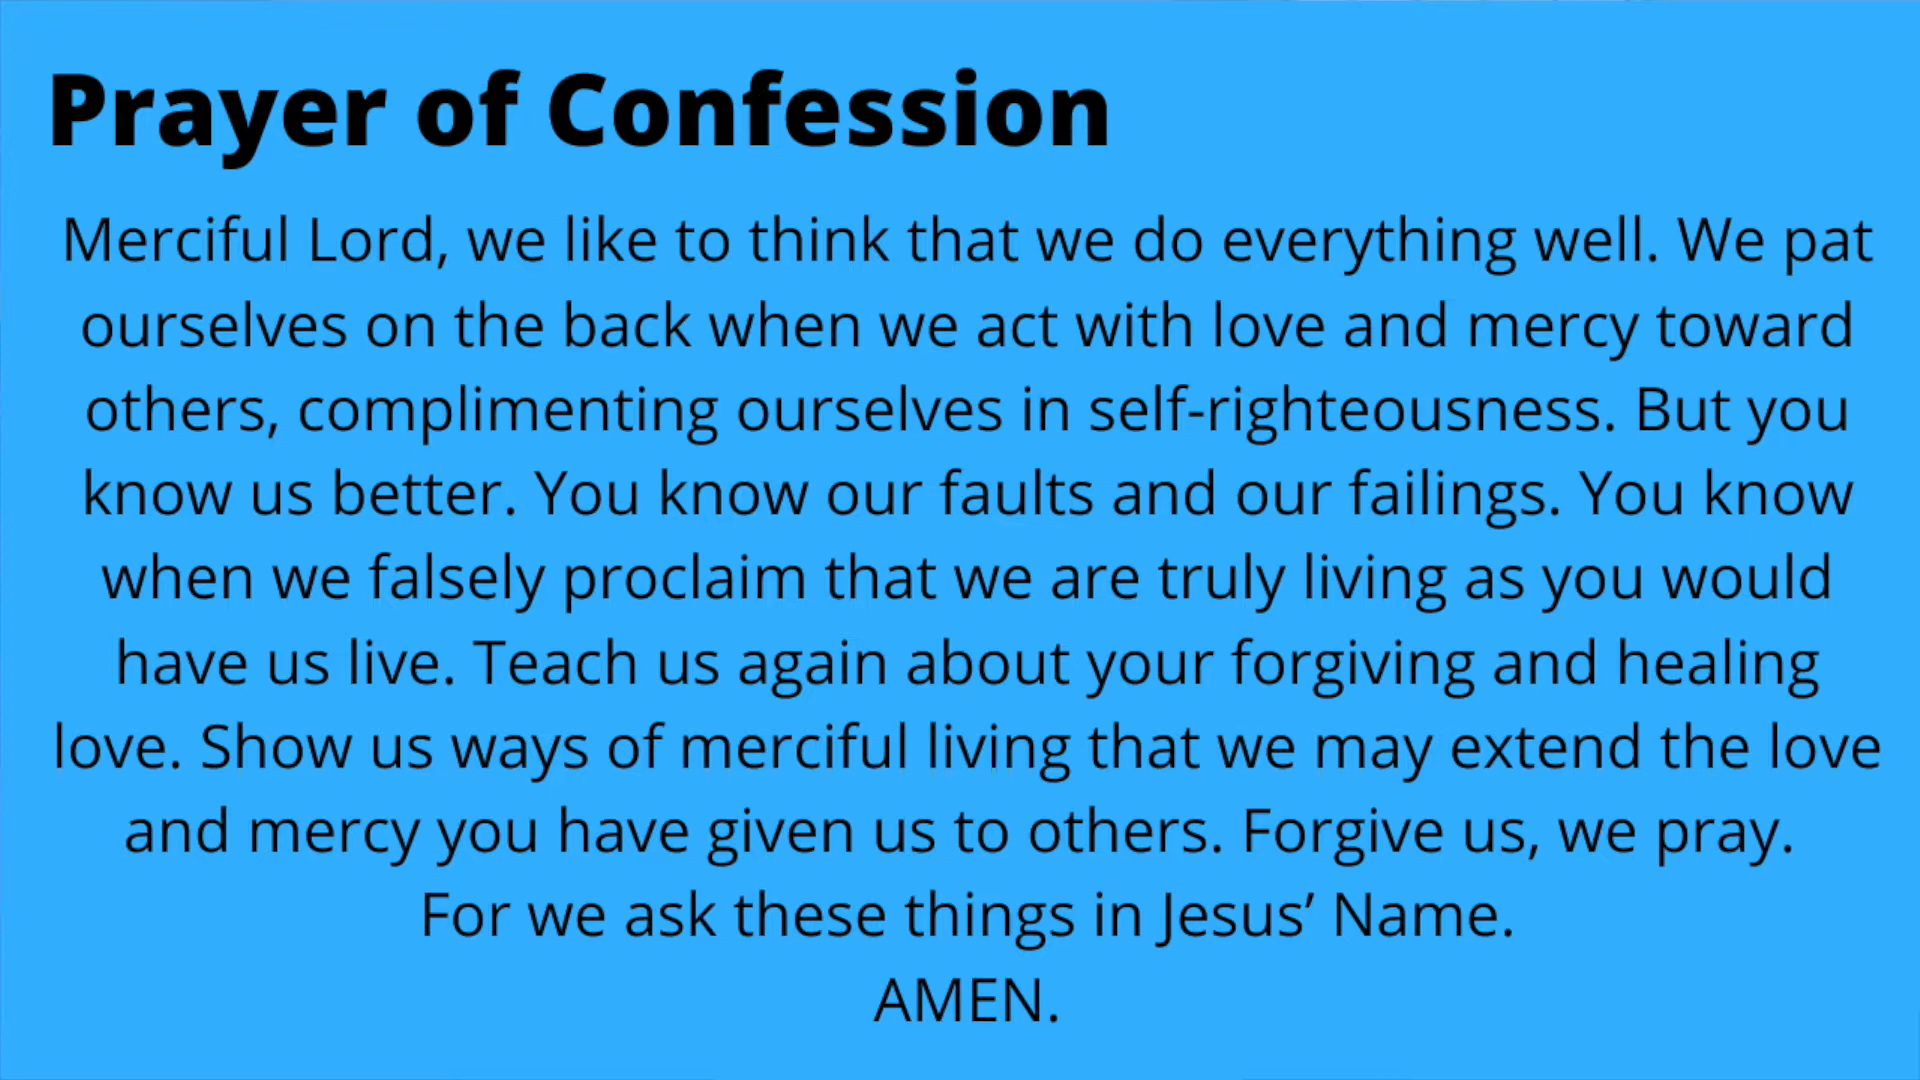 Prayer of Confession
Merciful Lord, we like to think that we do everything well. We pat
ourselves on the back when we act with love and mercy toward
others, complimenting ourselves in self-righteousness. But you
know us better. You know our faults and our failings. You know
when we falsely proclaim that we are truly living as you would
have us live. Teach us again about your forgiving and healing
love. Show us ways of merciful living that we may extend the love
and mercy you have given us to others. Forgive us, we pray.
For we ask these things in Jesus’ Name.
AMEN.